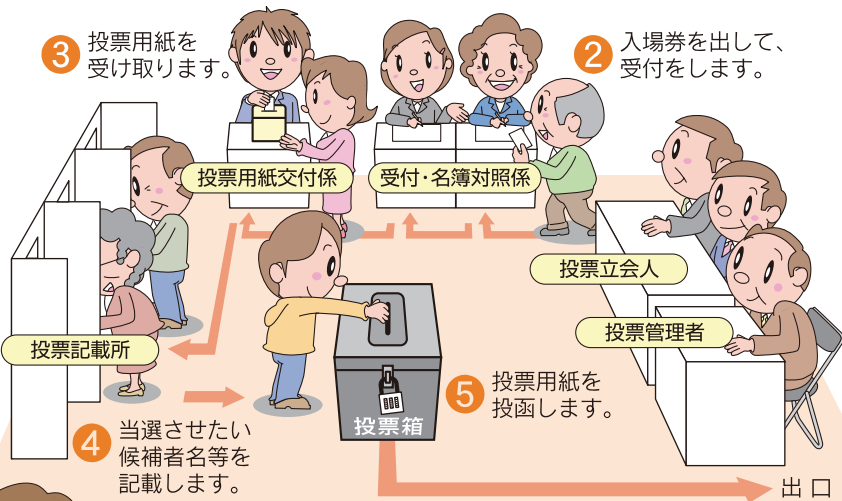 3
投票用紙を
受け取ります。
2
入場券を出して、
受付をします。
投票用紙交付係
受付・名簿対照係
投票立会人
投票管理者
投票記載所
4
当選させたい
候補者名等を
記載します。
5
投票用紙を
投函します。
投票箱
出口